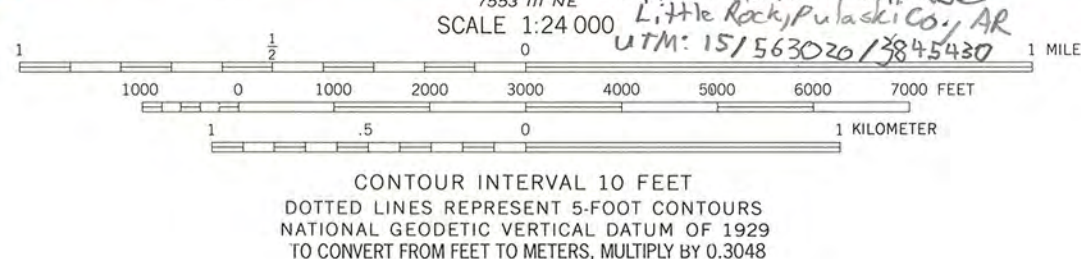 7553 III NE
SCALE 1:24 000
Little Rock, Pulaski Co., AR
UTM: 15/563020/3845430
1 ½ 0 1 MILE
1000 0 1000 2000 3000 4000 5000 6000 7000 FEET
1 .5 0 1 KILOMETER
CONTOUR INTERVAL 10 FEET
DOTTED LINES REPRESENT 5-FOOT CONTOURS
NATIONAL GEODETIC VERTICAL DATUM OF 1929
TO CONVERT FROM FEET TO METERS, MULTIPLY BY 0.3048